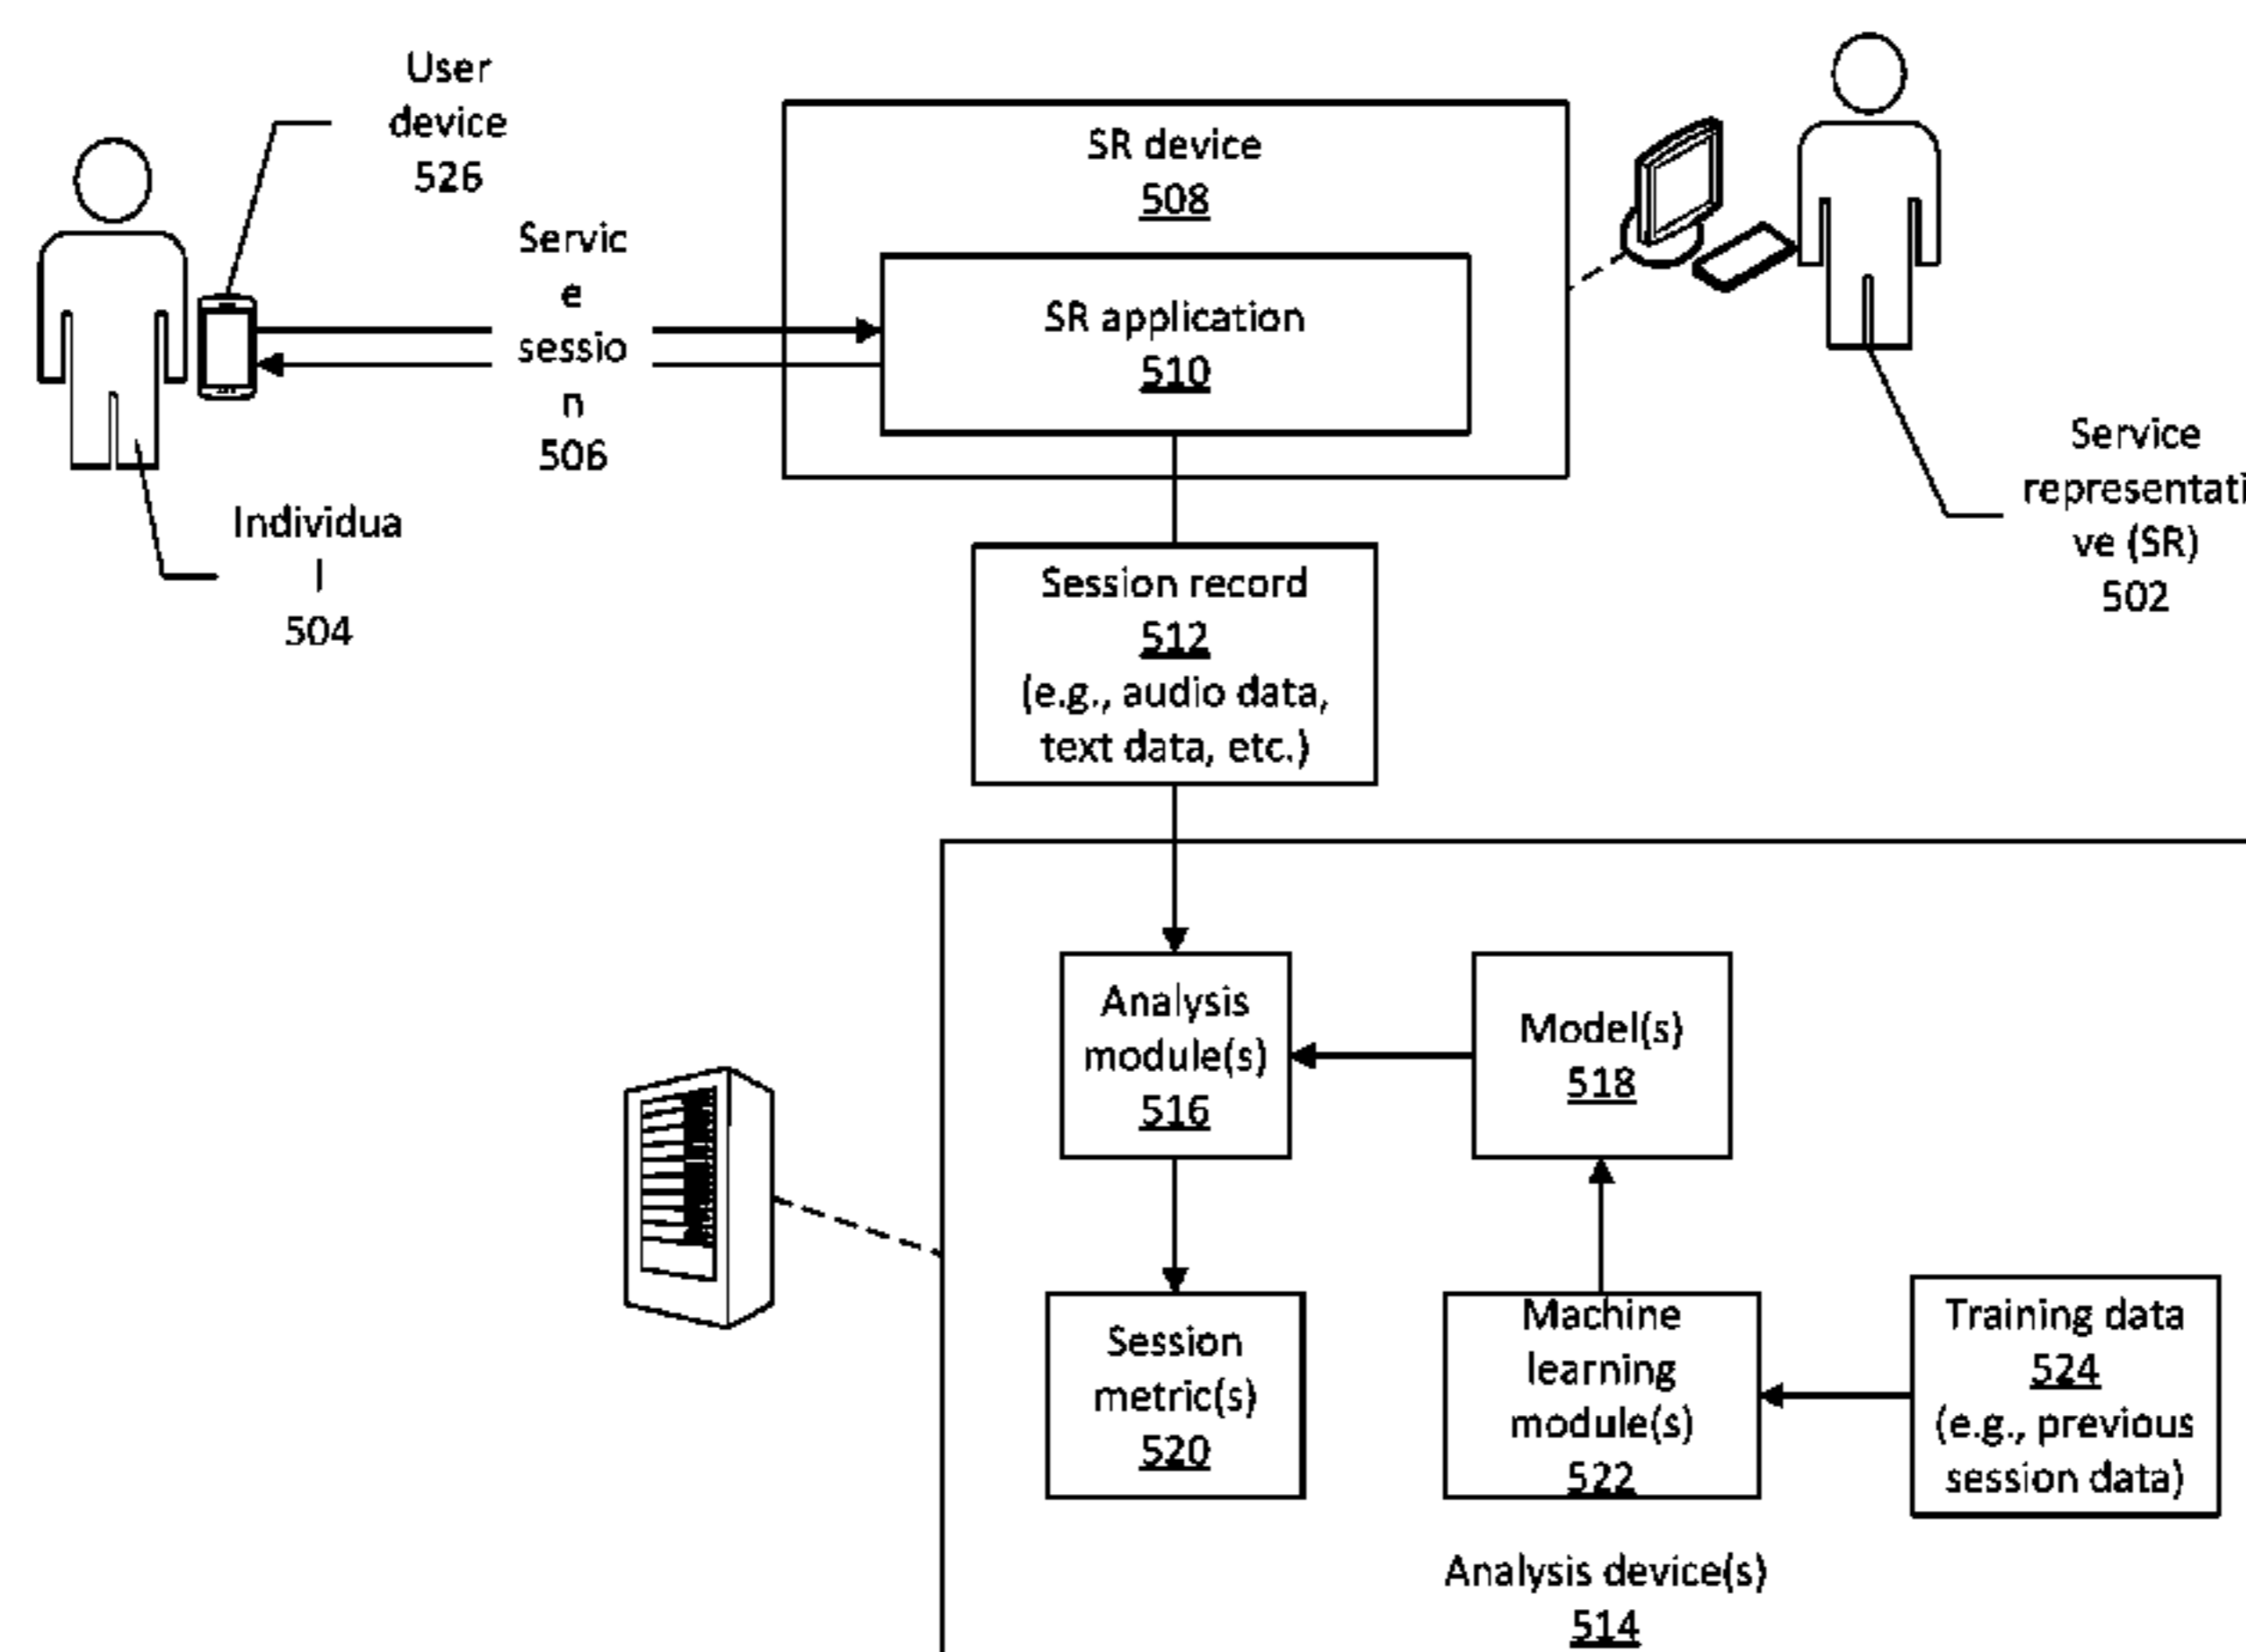 User
device
526
SR device
508
Servic
e
sessio
n
506
SR application
510
Individua
l
504
Service
representati
ve (SR)
502
Session record
512
(e.g., audio data,
text data, etc.)
Analysis
module(s)
516
Model(s)
518
Session
metric(s)
520
Machine
learning
module(s)
522
Training data
524
(e.g., previous
session data)
Analysis device(s)
514